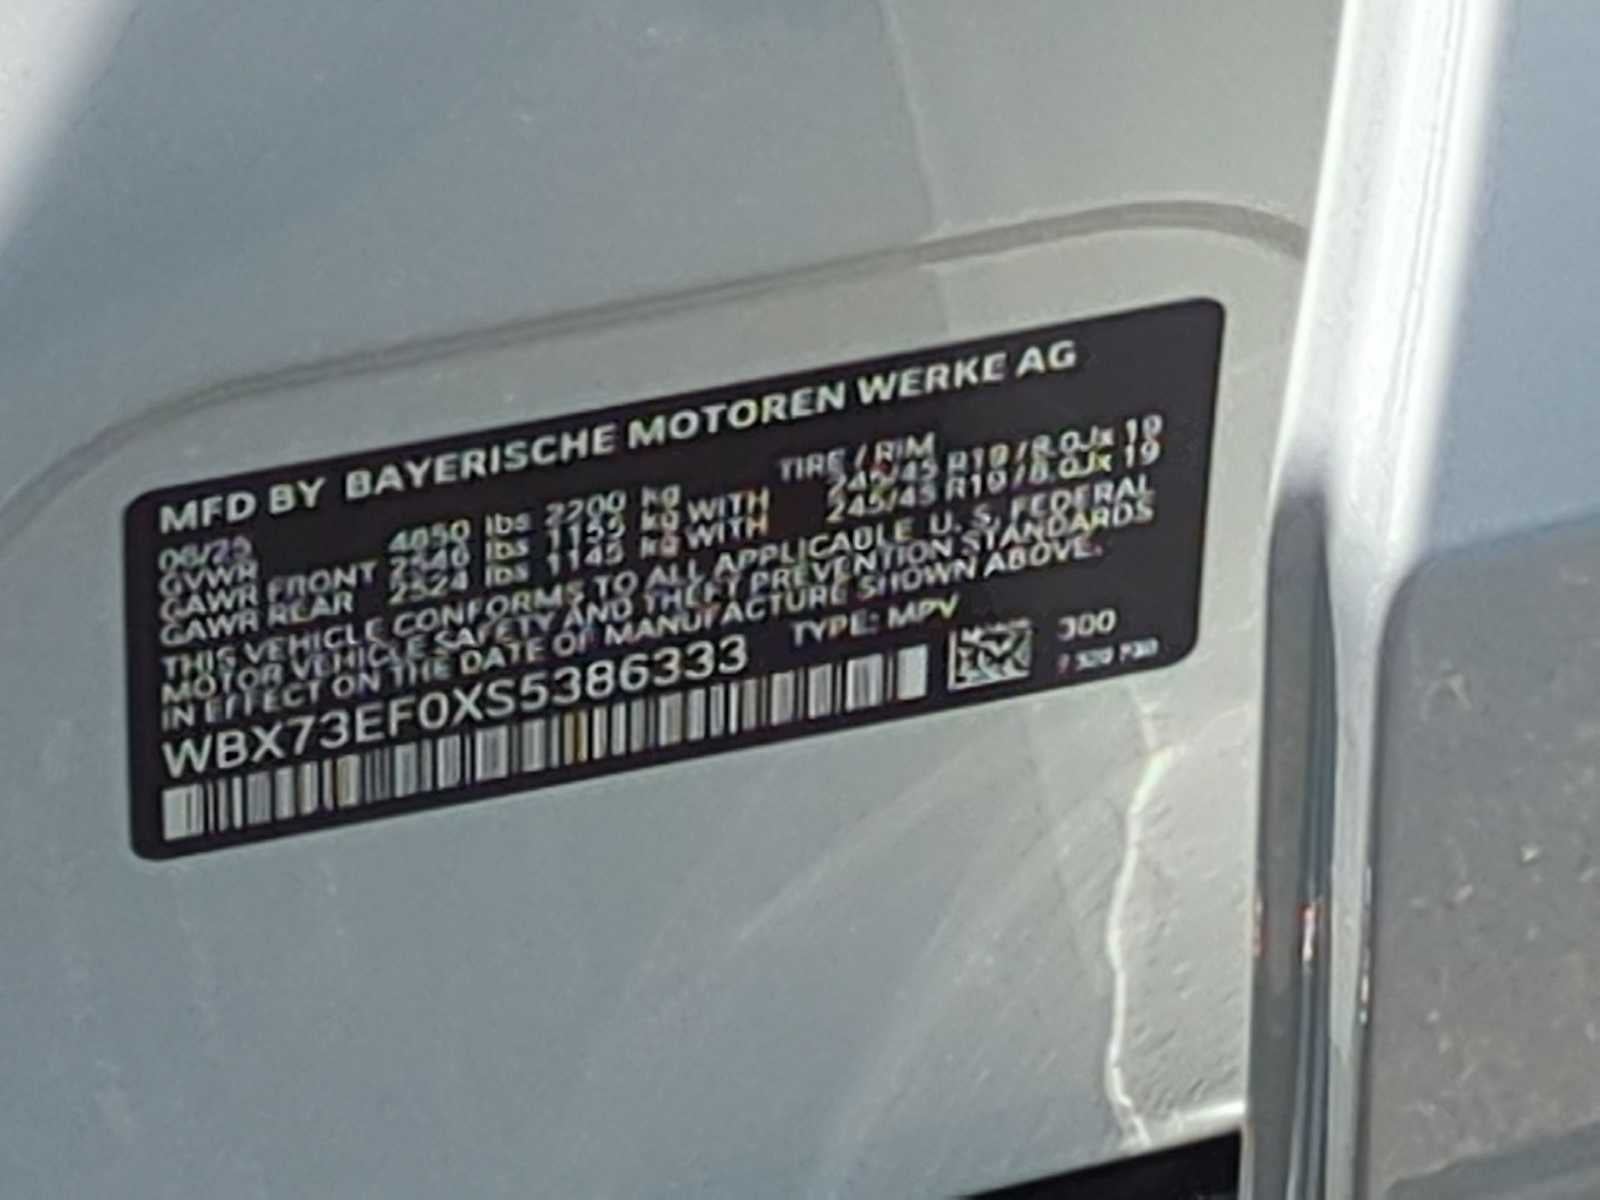 MFD BY BAYERISCHE MOTOREN WERKE AG
06/25 TIRE / RIM
GVWR 4850 lbs 2200 kg
GAWR FRONT 2546 lbs 1155 kg WITH 245/45 R19 / 8.0Jx 19
GAWR REAR 2524 lbs 1145 kg WITH 245/45 R19 / 8.0Jx 19
THIS VEHICLE CONFORMS TO ALL APPLICABLE U. S. FEDERAL
MOTOR VEHICLE SAFETY AND THEFT PREVENTION STANDARDS
IN EFFECT ON THE DATE OF MANUFACTURE SHOWN ABOVE.
WBX73EF0XS5386333 TYPE: MPV
300